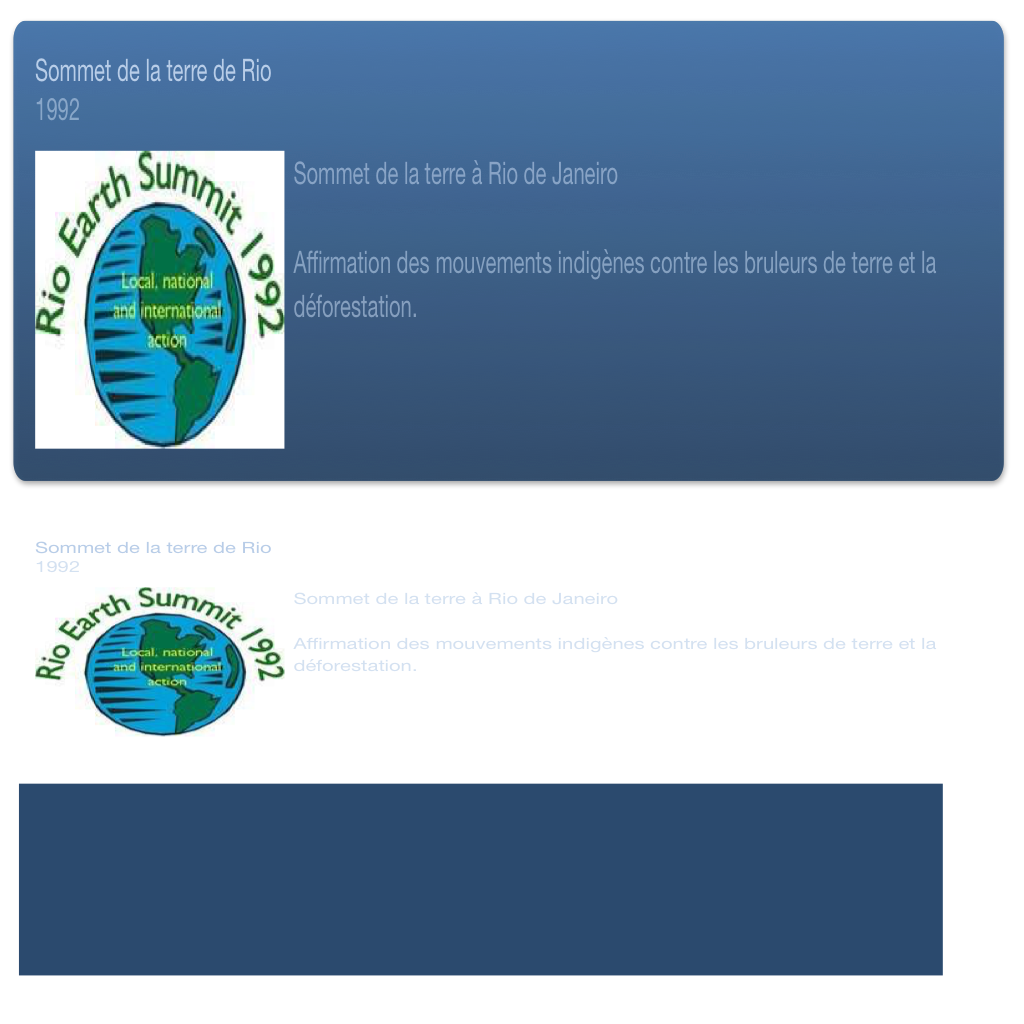 Sommet de la terre de Rio
1992
Rio Earth Summit 1992
Local, national
and international
action
Sommet de la terre à Rio de Janeiro
Affirmation des mouvements indigènes contre les bruleurs de terre et la
déforestation.
Sommet de la terre de Rio
1992
Rio Earth Summit 1992
Local, national
and international
action
Sommet de la terre à Rio de Janeiro
Affirmation des mouvements indigènes contre les bruleurs de terre et la
déforestation.